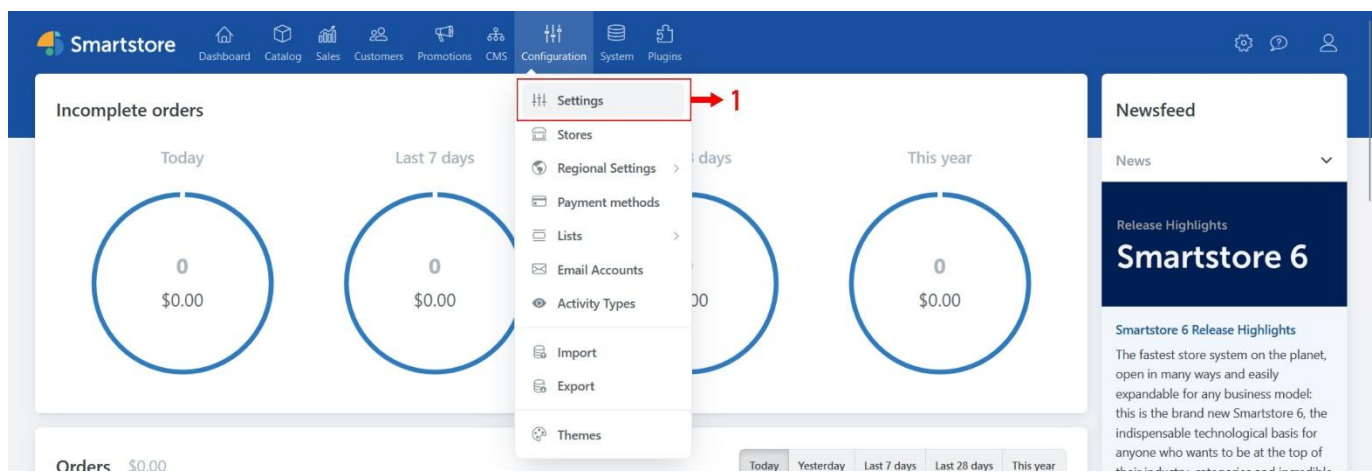 Smartstore
Dashboard
Catalog
Sales
Customers
Promotions
CMS
Configuration
System
Plugins
Incomplete orders
Today
Last 7 days
days
This year
0
$0.00
0
$0.00
00
0
$0.00
Settings
1
Stores
Regional Settings
Payment methods
Lists
Email Accounts
Activity Types
Import
Export
Themes
Orders $0.00
Today
Yesterday
Last 7 days
Last 28 days
This year
Newsfeed
News
Release Highlights
Smartstore 6
Smartstore 6 Release Highlights
The fastest store system on the planet,
open in many ways and easily
expandable for any business model:
this is the brand new Smartstore 6, the
indispensable technological basis for
anyone who wants to be at the top of
their industry, categories and incredible